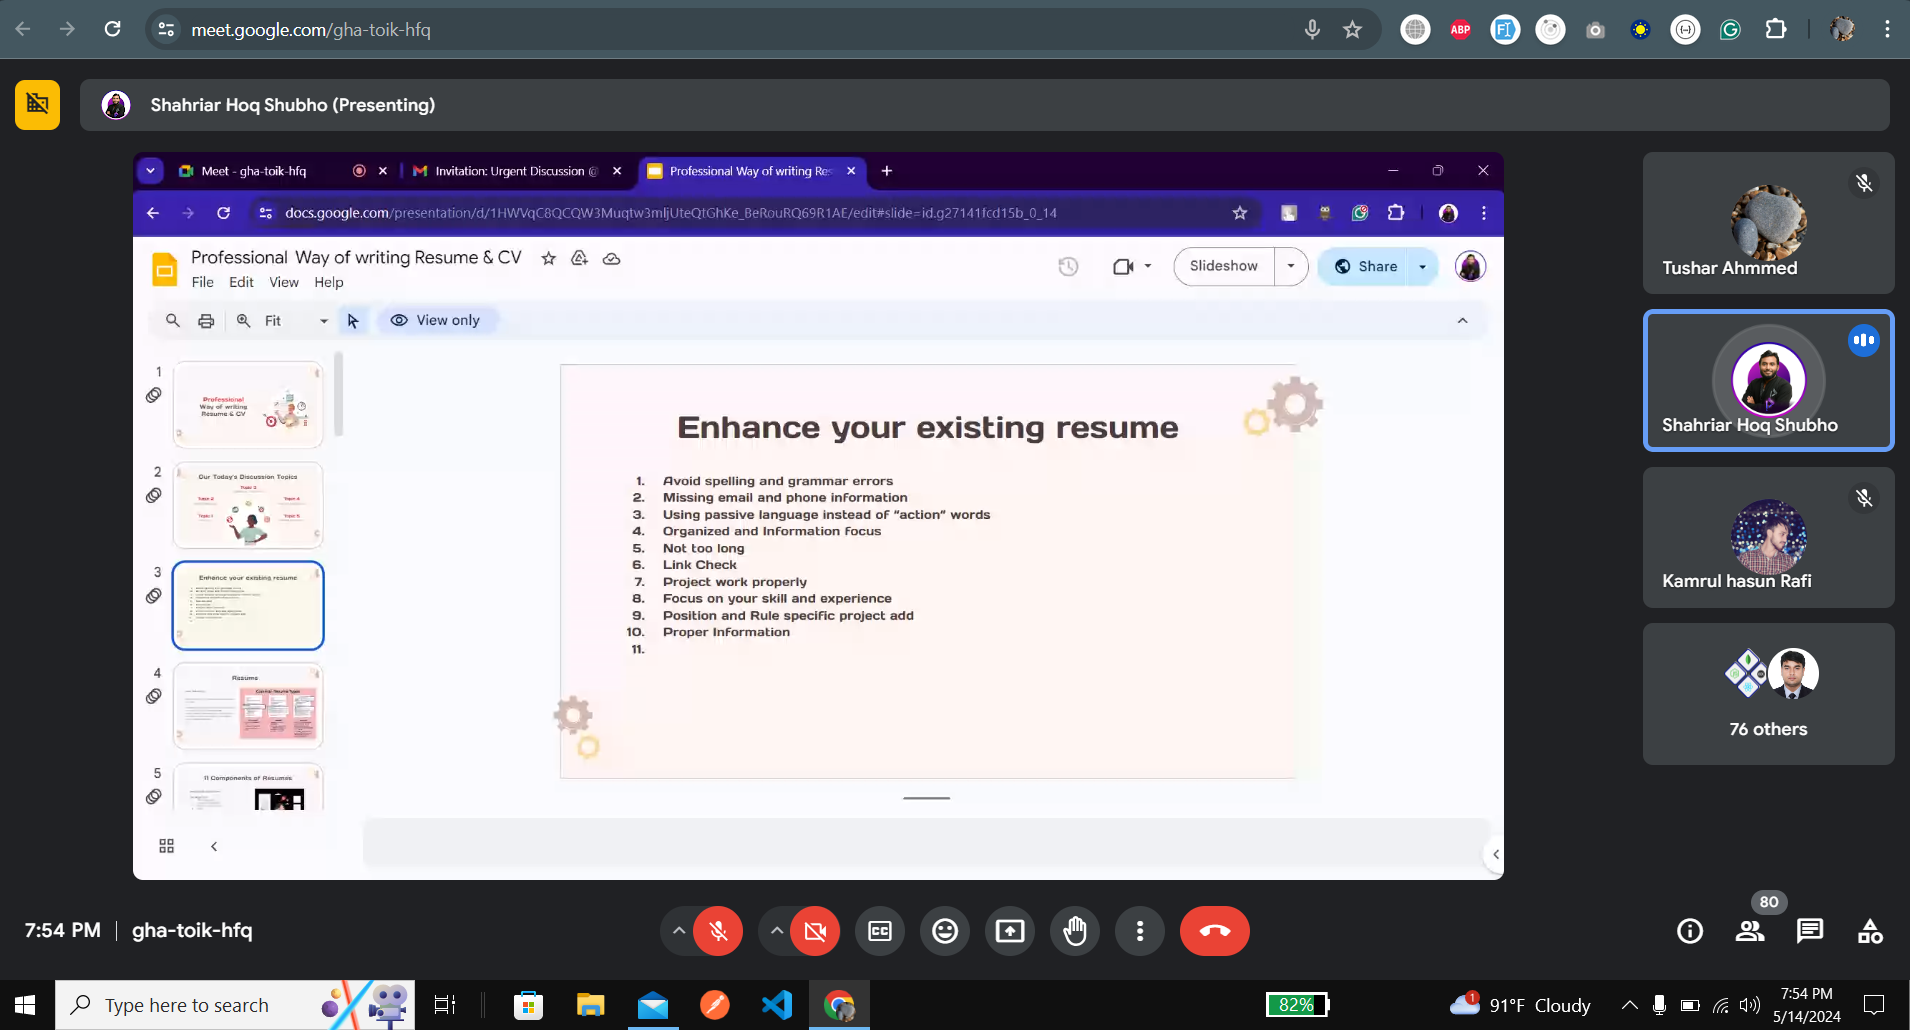 meet.google.com/gha-toik-hfq
ABP
Shahriar Hoq Shubho (Presenting)
Meet - gha-toik-hfq
Invitation: Urgent Discussion @
Professional Way of writing Re
docs.google.com/presentation/d/1HWVqC8QCQW3Muqtw3mljUteQtGhKe_BeRouRQ69R1AE/edit#slide=id.g27141fcd15b_0_14
Professional Way of writing Resume & CV
File Edit View Help
Slideshow
Share
Fit
View only
1
Professional
Way of writing
Resume & CV
2
Our Today's Discussion Topics
3
Enhance your existing resume
4
Resume
5
11 Components of Resumes
Enhance your existing resume
1. Avoid spelling and grammar errors
2. Missing email and phone information
3. Using passive language instead of "action" words
4. Organized and Information focus
5. Not too long
6. Link Check
7. Project work properly
8. Focus on your skill and experience
9. Position and Rule specific project add
10. Proper Information
11.
Tushar Ahmmed
Shahriar Hoq Shubho
Kamrul hasun Rafi
76 others
7:54 PM | gha-toik-hfq
CC
80
Type here to search
82%
1
91°F Cloudy
7:54 PM
5/14/2024